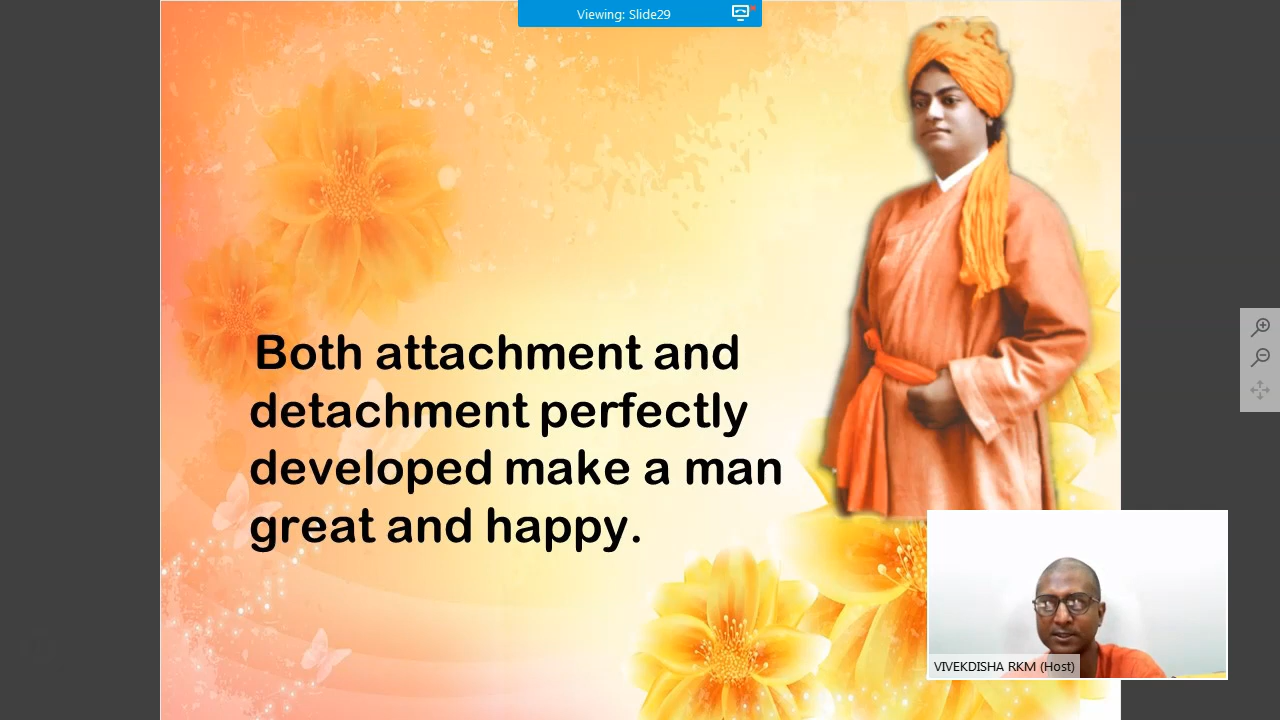 Viewing: Slide29
Both attachment and
detachment perfectly
developed make a man
great and happy.
VIVEKDISHA RKM (Host)